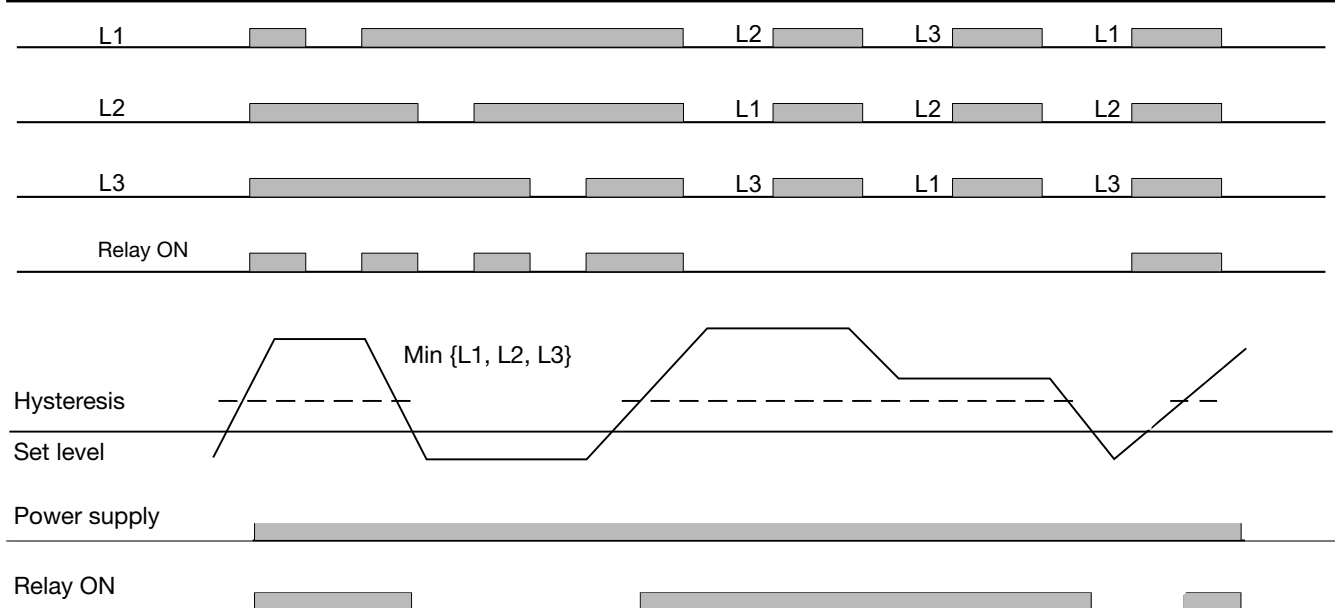 L1 L2 L3 L1
L2 L1 L2 L2
L3 L3 L1 L3
Relay ON
Min {L1, L2, L3}
Hysteresis
Set level
Power supply
Relay ON